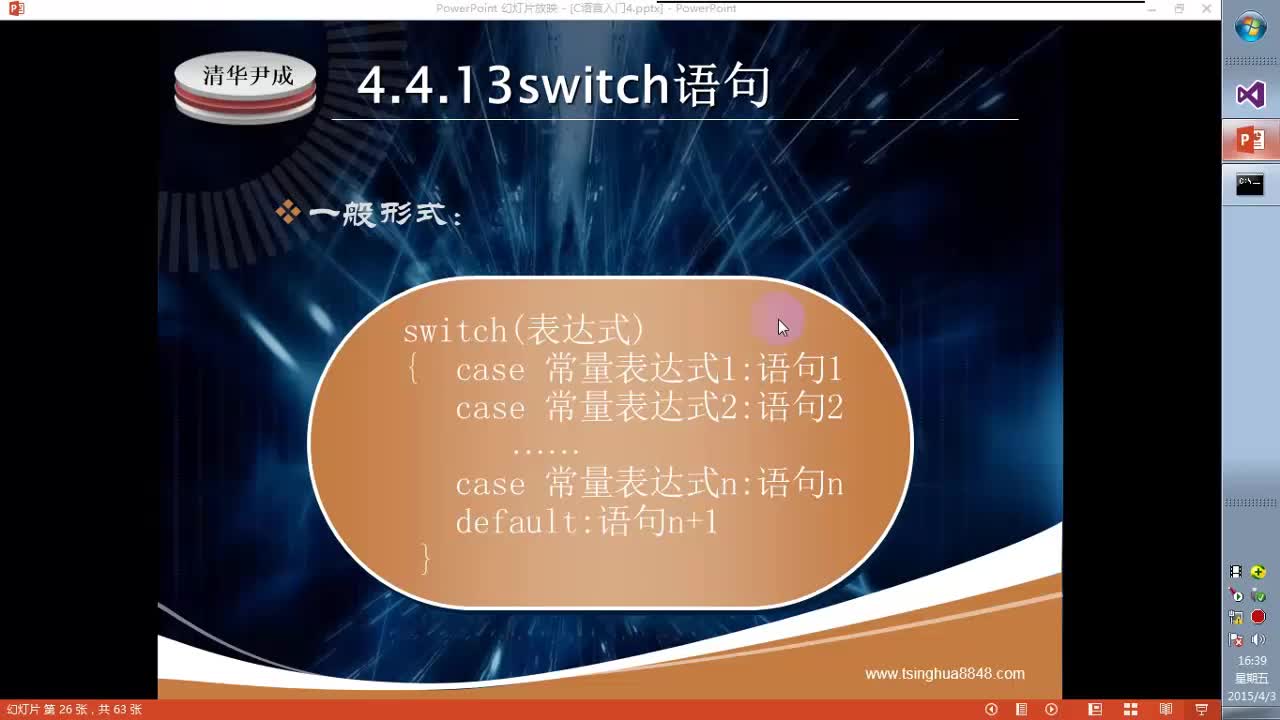 PowerPoint 幻灯片放映 - [C语言入门4.pptx] - PowerPoint
清华尹成
4.4.13switch语句
一般形式:
switch(表达式)
{ case 常量表达式1:语句1
case 常量表达式2:语句2
……
case 常量表达式n:语句n
default:语句n+1
}
www.tsinghua8848.com
幻灯片 第 26 张，共 63 张
16:39
星期五
2015/4/3